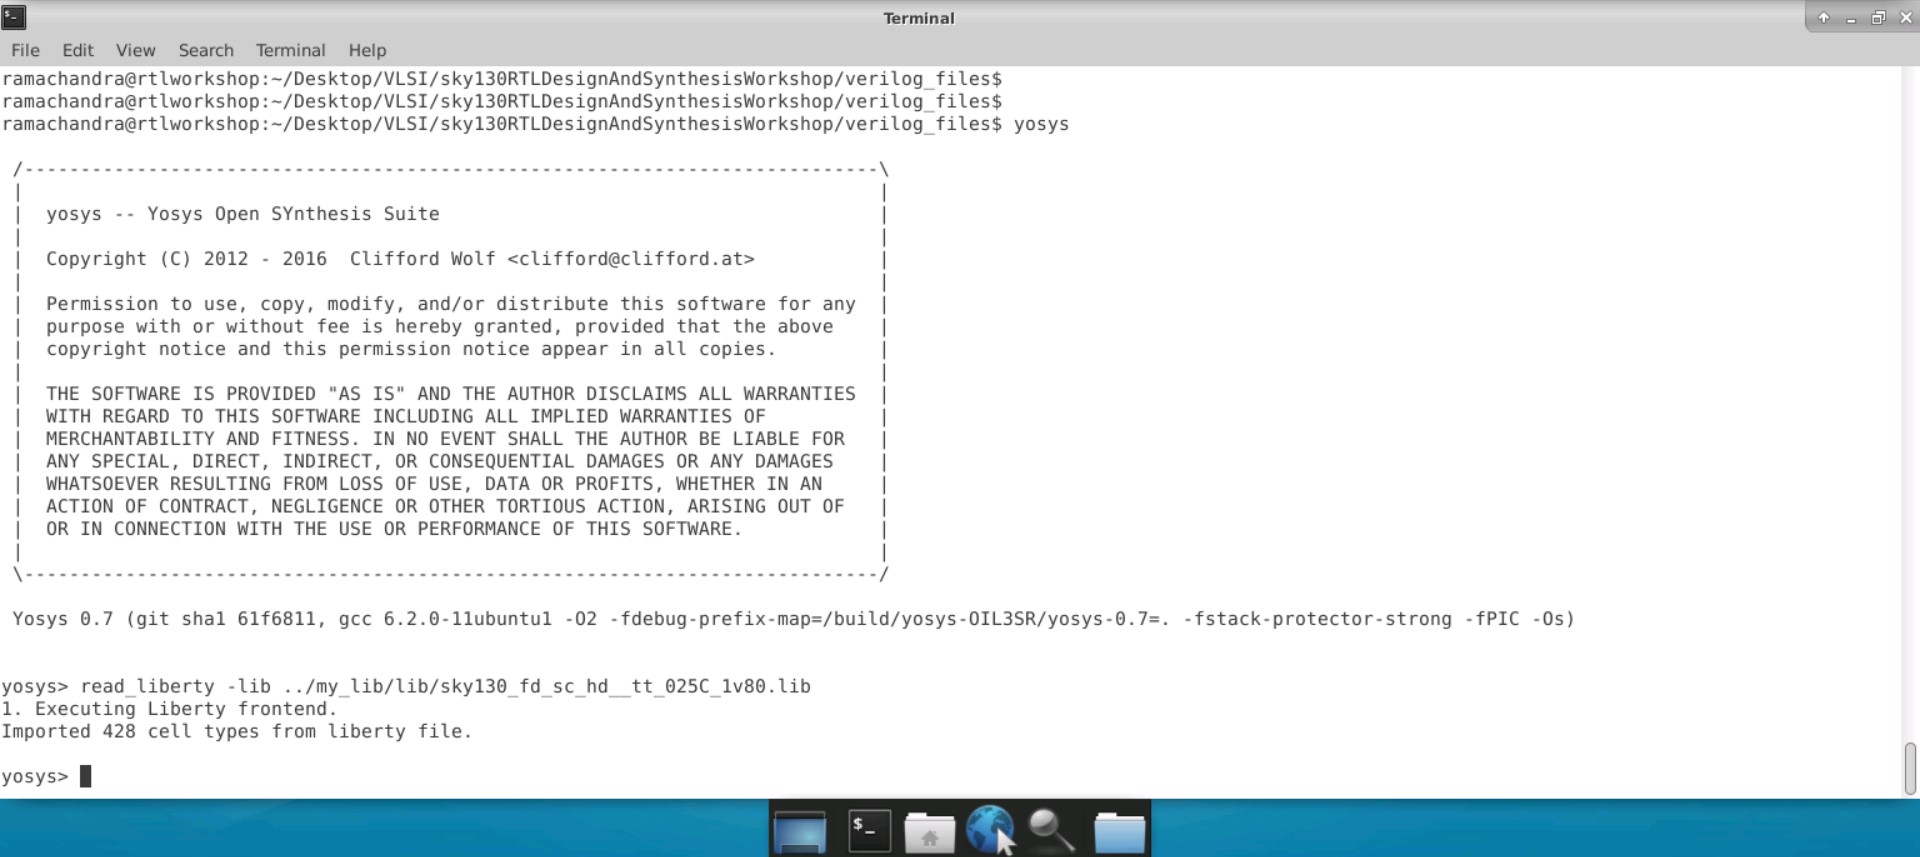 Terminal
File Edit View Search Terminal Help
ramachandra@rtlworkshop:~/Desktop/VLSI/sky130RTLDesignAndSynthesisWorkshop/verilog_files$
ramachandra@rtlworkshop:~/Desktop/VLSI/sky130RTLDesignAndSynthesisWorkshop/verilog_files$
ramachandra@rtlworkshop:~/Desktop/VLSI/sky130RTLDesignAndSynthesisWorkshop/verilog_files$ yosys
/----------------------------------------------------------------------------\
| |
| yosys -- Yosys Open SYnthesis Suite |
| |
| Copyright (C) 2012 - 2016  Clifford Wolf <clifford@clifford.at> |
| |
| Permission to use, copy, modify, and/or distribute this software for any |
| purpose with or without fee is hereby granted, provided that the above |
| copyright notice and this permission notice appear in all copies. |
| |
| THE SOFTWARE IS PROVIDED "AS IS" AND THE AUTHOR DISCLAIMS ALL WARRANTIES |
| WITH REGARD TO THIS SOFTWARE INCLUDING ALL IMPLIED WARRANTIES OF |
| MERCHANTABILITY AND FITNESS. IN NO EVENT SHALL THE AUTHOR BE LIABLE FOR |
| ANY SPECIAL, DIRECT, INDIRECT, OR CONSEQUENTIAL DAMAGES OR ANY DAMAGES |
| WHATSOEVER RESULTING FROM LOSS OF USE, DATA OR PROFITS, WHETHER IN AN |
| ACTION OF CONTRACT, NEGLIGENCE OR OTHER TORTIOUS ACTION, ARISING OUT OF |
| OR IN CONNECTION WITH THE USE OR PERFORMANCE OF THIS SOFTWARE. |
| |
\----------------------------------------------------------------------------/
Yosys 0.7 (git sha1 61f6811, gcc 6.2.0-11ubuntu1 -O2 -fdebug-prefix-map=/build/yosys-OIL3SR/yosys-0.7=. -fstack-protector-strong -fPIC -Os)
yosys> read_liberty -lib ../my_lib/lib/sky130_fd_sc_hd__tt_025C_1v80.lib
1. Executing Liberty frontend.
Imported 428 cell types from liberty file.
yosys>
$_